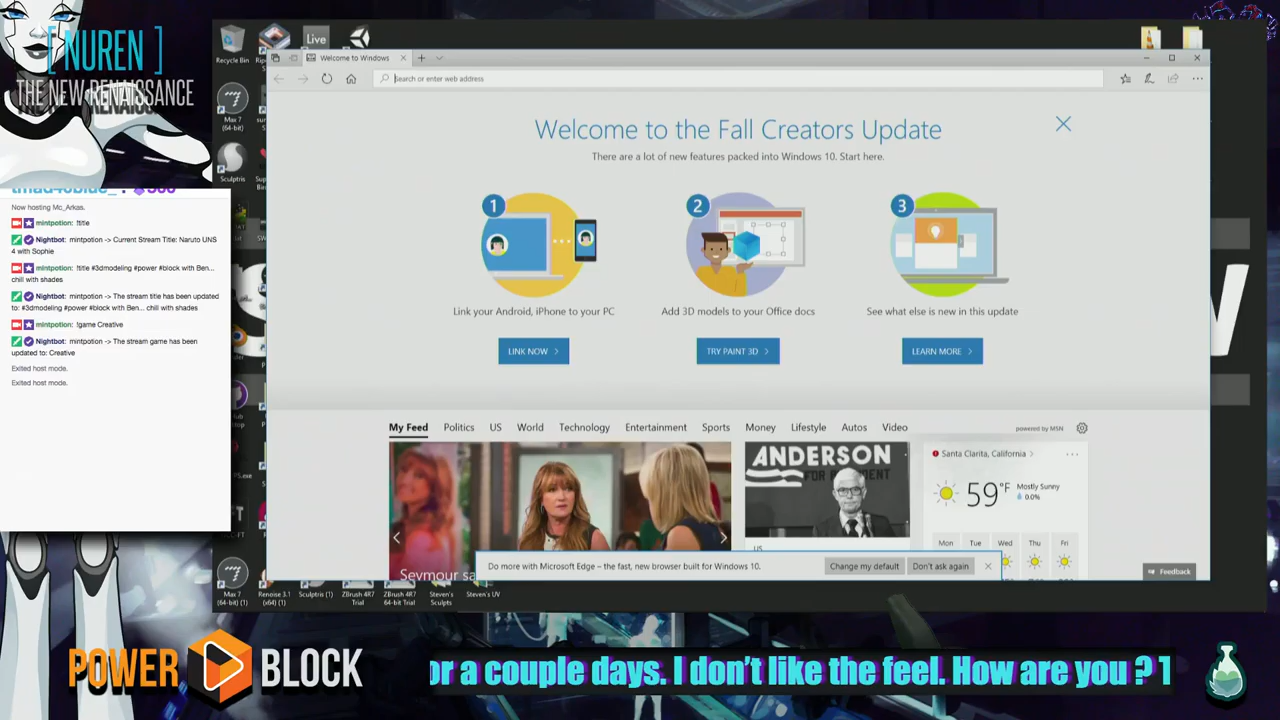 [ NUREN ]
THE NEW RENAISSANCE
Now hosting Mc_Arkas.
mintpotion: !title
Nightbot: mintpotion -> Current Stream Title: Naruto UNS
4 with Sophie
mintpotion: !title #3dmodeling #power #block with Ben...
chill with shades
Nightbot: mintpotion -> The stream title has been updated
to: #3dmodeling #power #block with Ben... chill with shades
mintpotion: !game Creative
Nightbot: mintpotion -> The stream game has been
updated to: Creative
Exited host mode.
Exited host mode.
Live
Recycle Bin
Max 7
(64-bit)
Sculptris
Welcome to Windows
Search or enter web address
Welcome to the Fall Creators Update
There are a lot of new features packed into Windows 10. Start here.
1
2
3
Link your Android, iPhone to your PC
Add 3D models to your Office docs
See what else is new in this update
LINK NOW
TRY PAINT 3D
LEARN MORE
My Feed
Politics
US
World
Technology
Entertainment
Sports
Money
Lifestyle
Autos
Video
powered by MSN
ANDERSON
FOR PRESIDENT
US
Seymour sa
Santa Clarita, California
59°F
Mostly Sunny
0.0%
Mon
Tue
Wed
Thu
Fri
Do more with Microsoft Edge – the fast, new browser built for Windows 10.
Change my default
Don't ask again
Feedback
Max 7
(64-bit) (1)
Renoise 3.1
(x64) (1)
Sculptris (1)
ZBrush 4R7
Trial
ZBrush 4R7
64-bit Trial
Steven's
Sculpts
Steven's UV
POWER BLOCK
or a couple days. I don't like the feel. How are you ? T